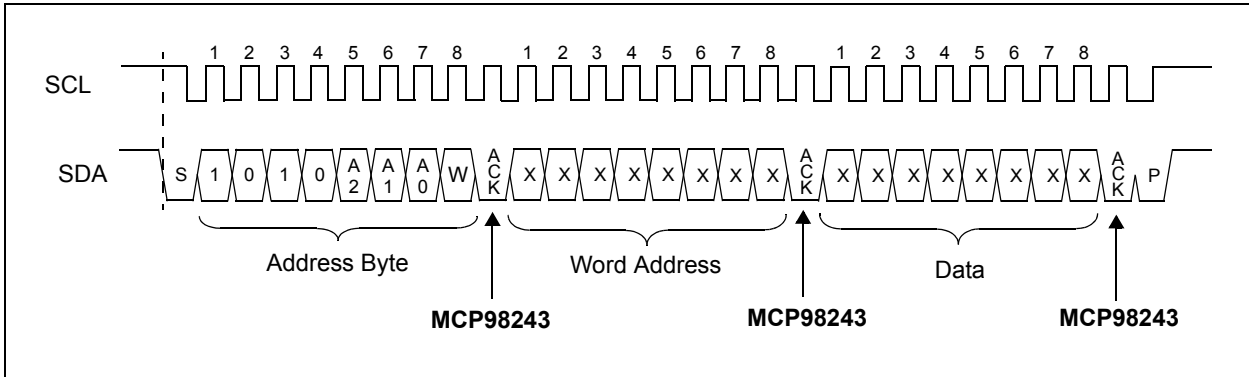 1 2 3 4 5 6 7 8 1 2 3 4 5 6 7 8 1 2 3 4 5 6 7 8
SCL
SDA S 1 0 1 0 A2 A1 A0 W ACK X X X X X X X X ACK X X X X X X X X ACK P
Address Byte Word Address Data
MCP98243 MCP98243 MCP98243